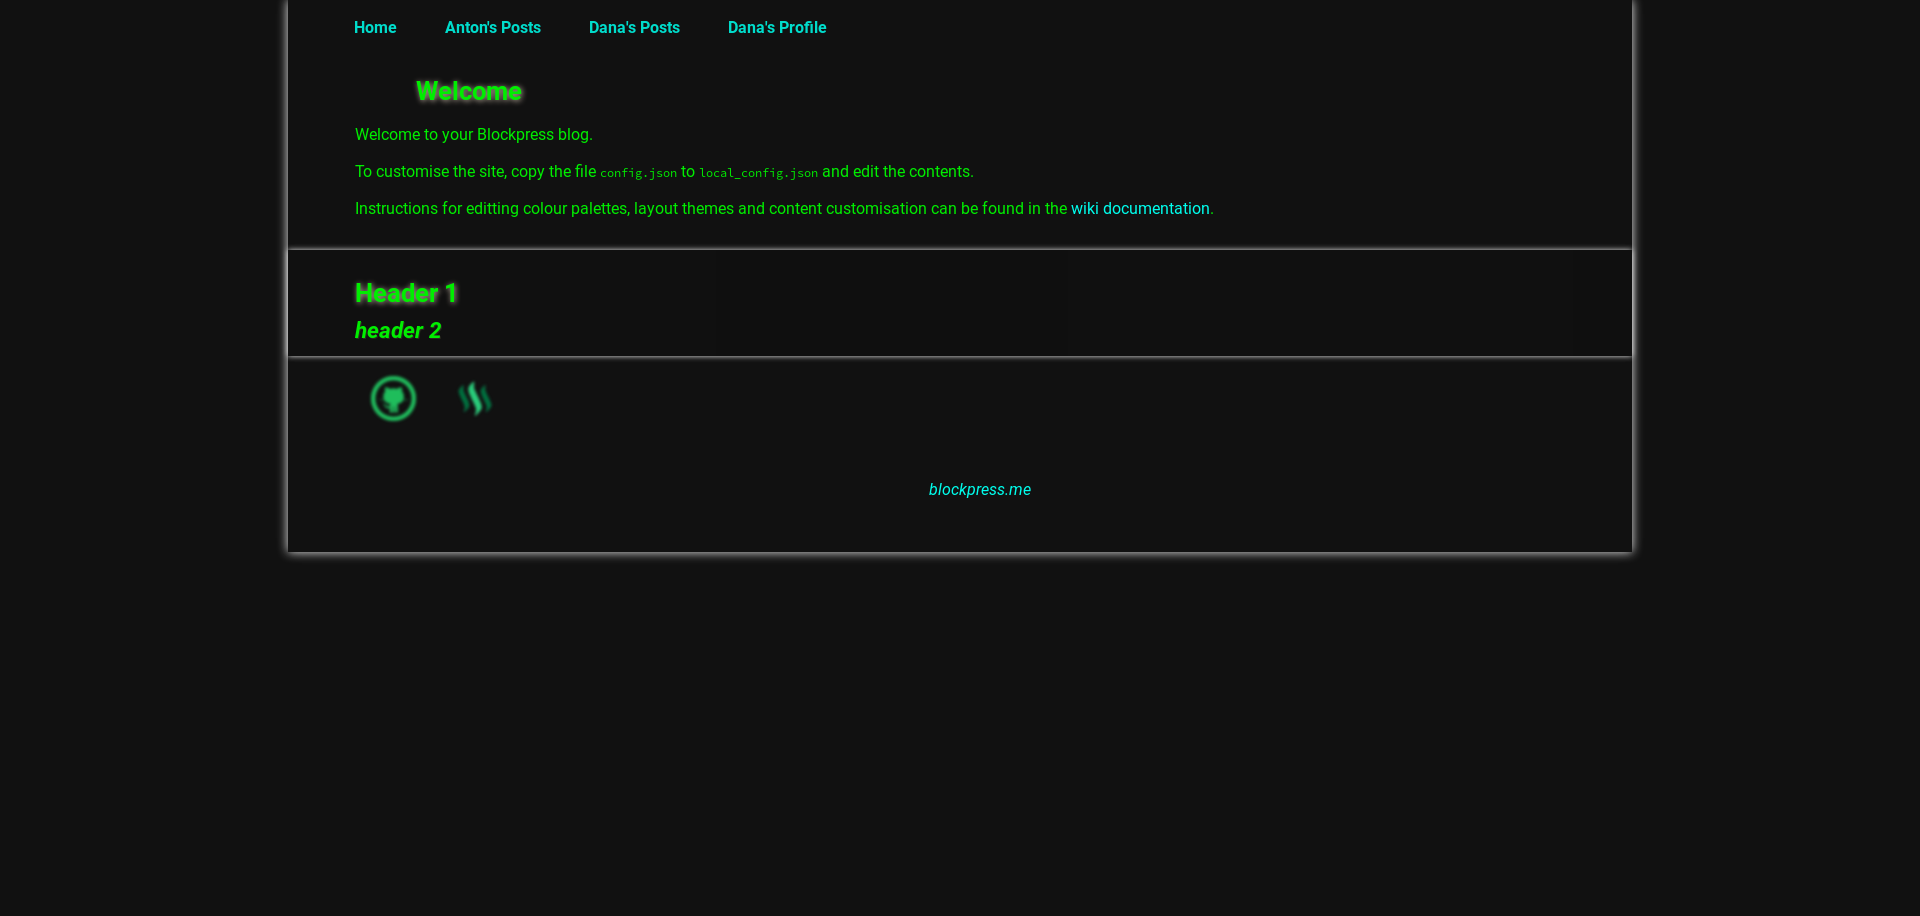 Home Anton's Posts Dana's Posts Dana's Profile
Welcome
Welcome to your Blockpress blog.
To customise the site, copy the file config.json to local_config.json and edit the contents.
Instructions for editting colour palettes, layout themes and content customisation can be found in the wiki documentation.
Header 1
header 2
blockpress.me